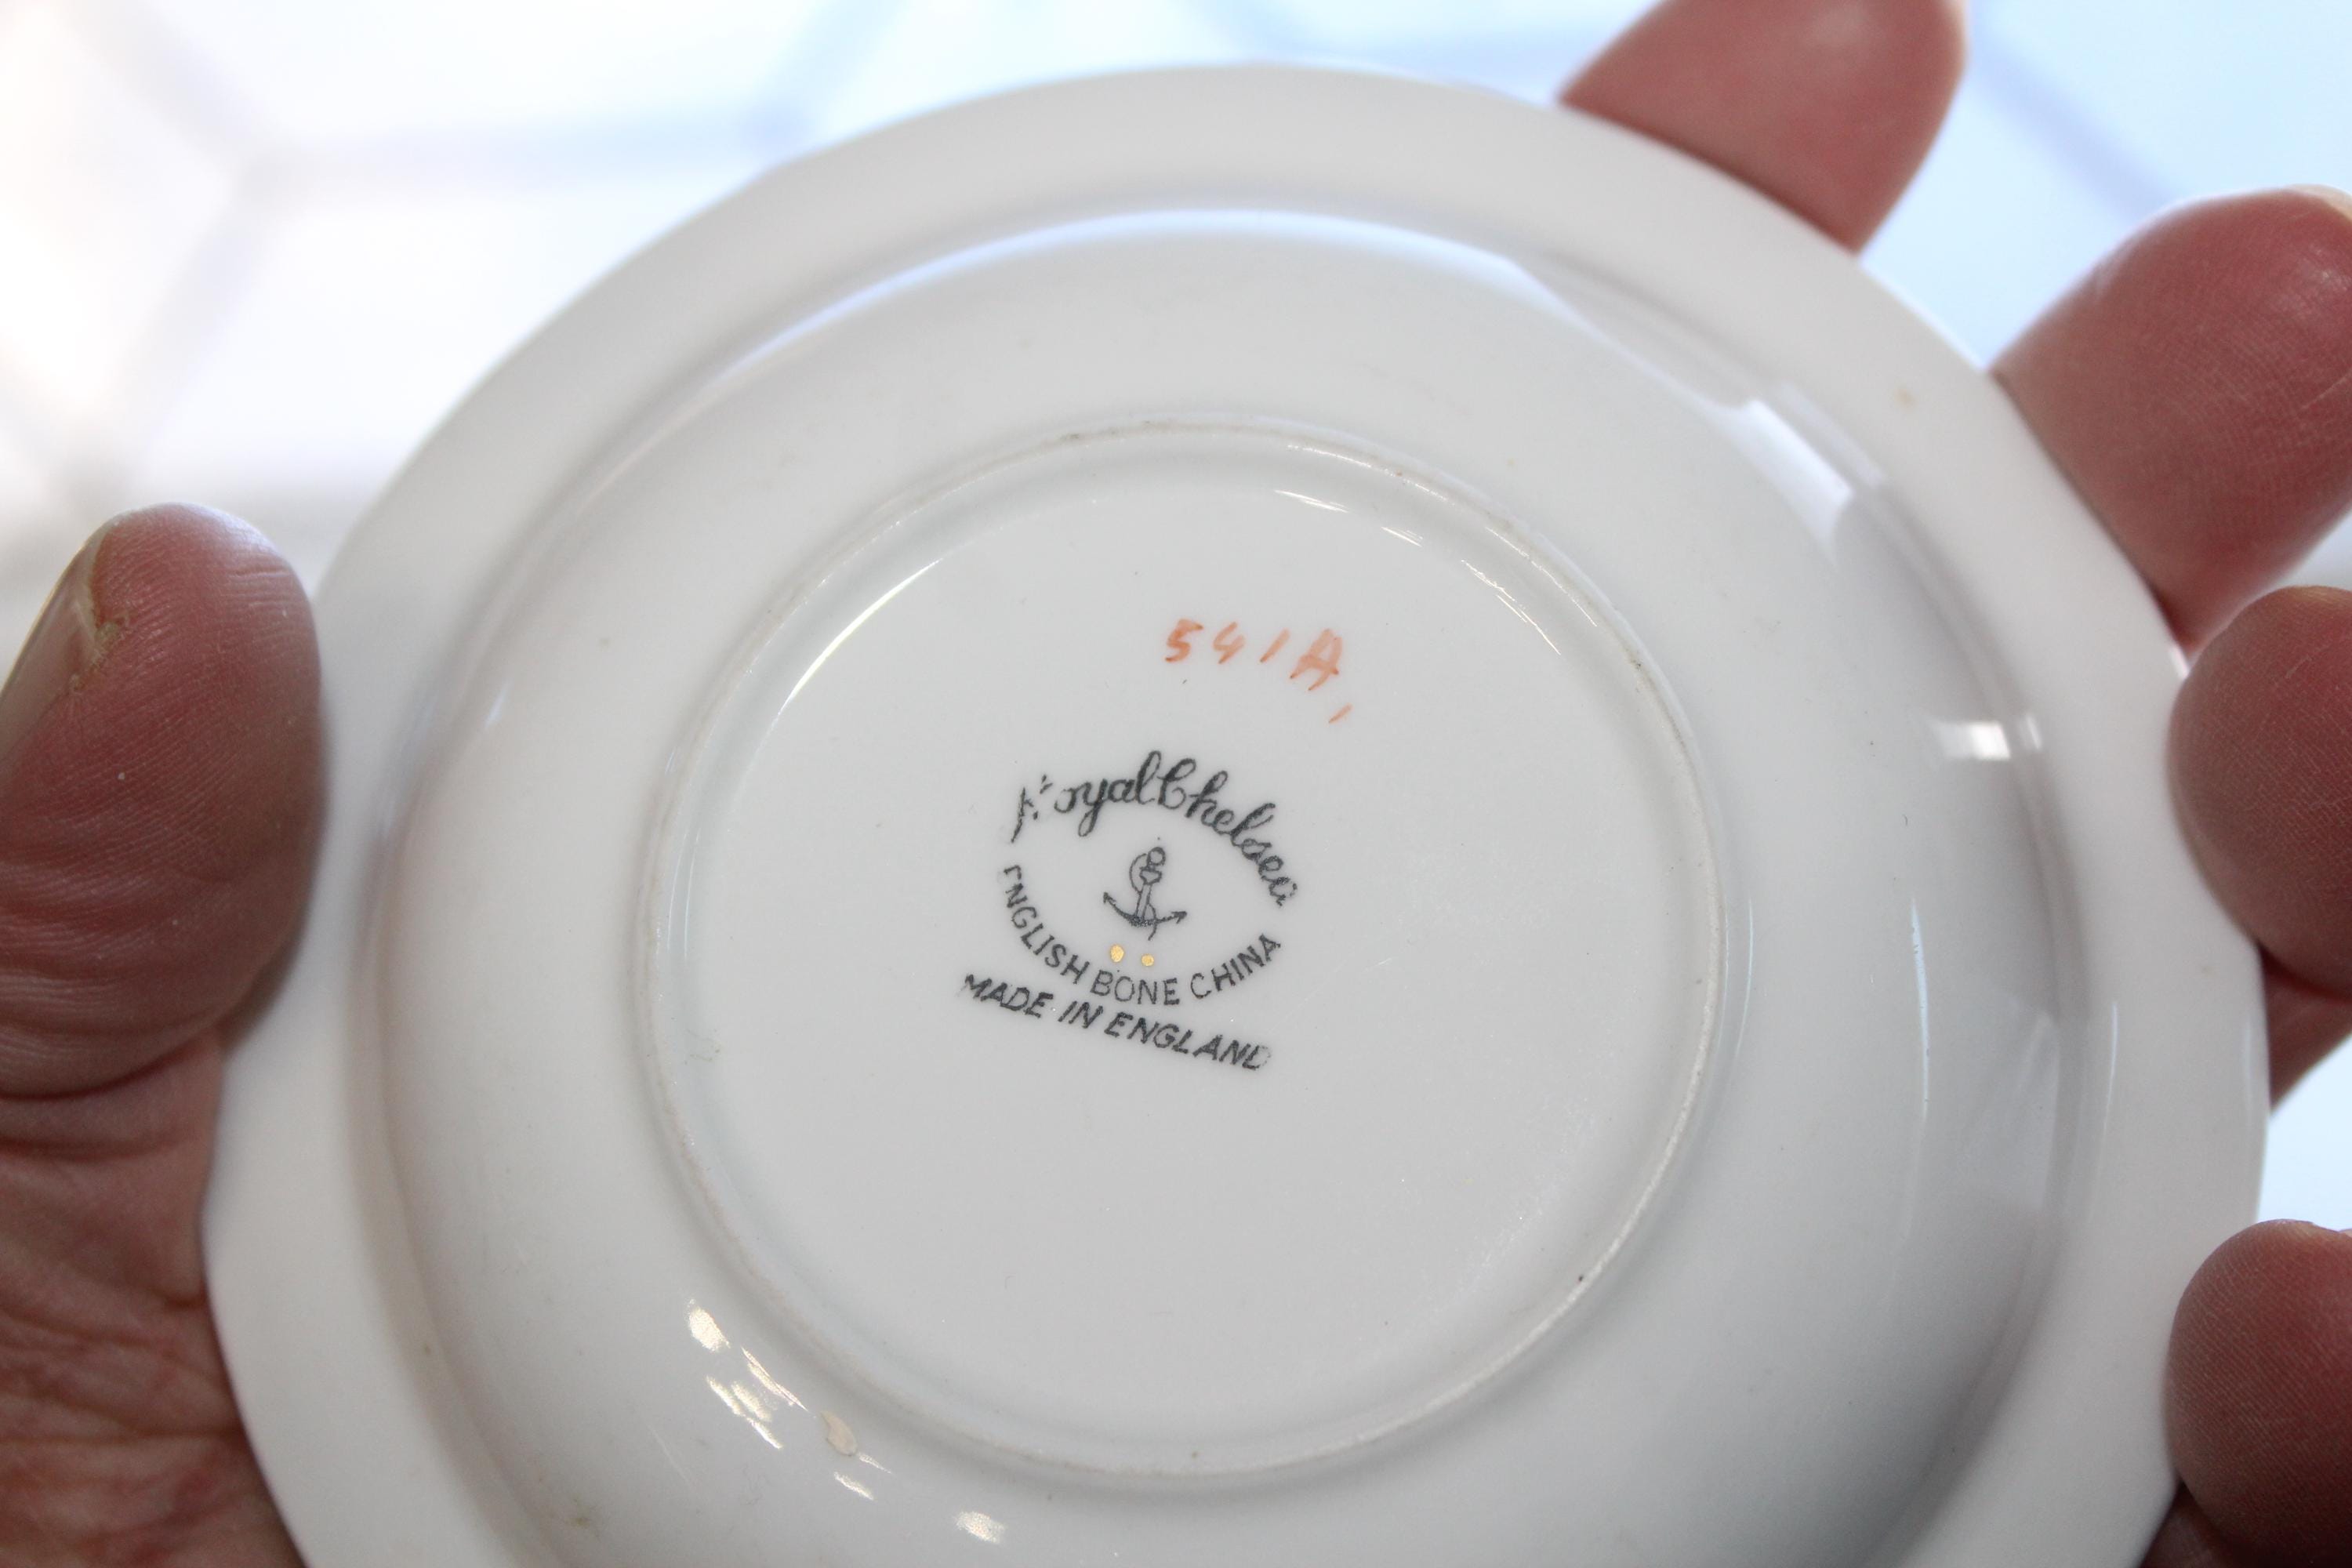 541A,
Royal Chelsea
ENGLISH BONE CHINA
MADE IN ENGLAND